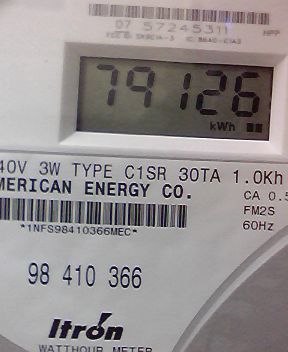 07 57245311
79126
kWh
40V 3W TYPE C1SR 30TA 1.0Kh
MERICAN ENERGY CO.
CA 0.5
*1NFS98410366MEC*
FM2S
60Hz
98 410 366
Itron
WATTHOUR METER